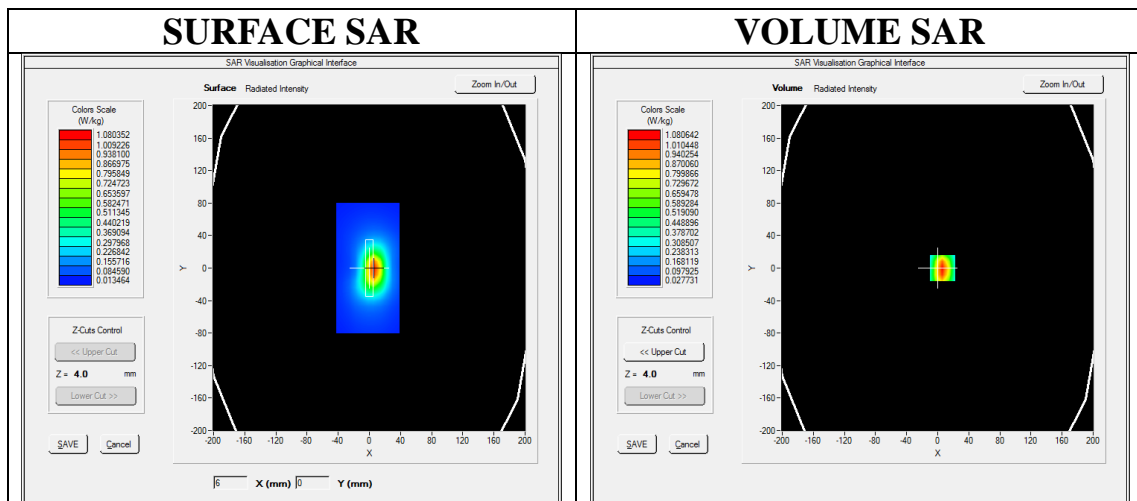 SURFACE SAR
VOLUME SAR
SAR Visualisation Graphical Interface
Surface Radiated Intensity
Zoom In/Out
Colors Scale
(W/kg)
1.080352
1.009226
0.938100
0.866975
0.795849
0.724723
0.653597
0.582471
0.511345
0.440219
0.369094
0.297968
0.226842
0.155716
0.084590
0.013464
Z-Cuts Control
<< Upper Cut
Z = 4.0 mm
Lower Cut >>
SAVE Cancel
200
160
120
80
40
0
-40
-80
-120
-160
-200
Y
-200 -160 -120 -80 -40 0 40 80 120 160 200
X
6 X (mm) 0 Y (mm)
SAR Visualisation Graphical Interface
Volume Radiated Intensity
Zoom In/Out
Colors Scale
(W/kg)
1.080642
1.010448
0.940254
0.870060
0.799866
0.729672
0.659478
0.589284
0.519090
0.448896
0.378702
0.308507
0.238313
0.168119
0.097925
0.027731
Z-Cuts Control
<< Upper Cut
Z = 4.0 mm
Lower Cut >>
SAVE Cancel
200
160
120
80
40
0
-40
-80
-120
-160
-200
Y
-200 -160 -120 -80 -40 0 40 80 120 160 200
X